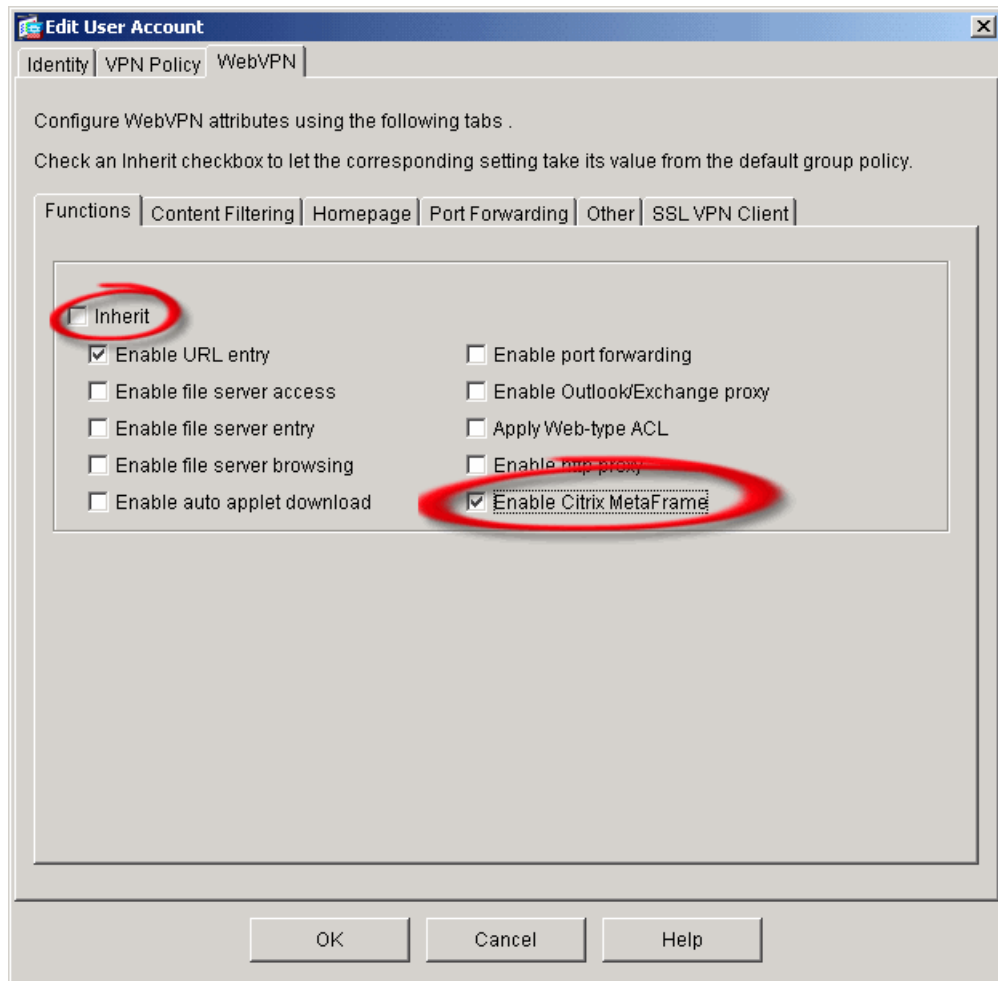 Edit User Account
Identity VPN Policy WebVPN
Configure WebVPN attributes using the following tabs .
Check an Inherit checkbox to let the corresponding setting take its value from the default group policy.
Functions Content Filtering Homepage Port Forwarding Other SSL VPN Client
Inherit
Enable URL entry Enable port forwarding
Enable file server access Enable Outlook/Exchange proxy
Enable file server entry Apply Web-type ACL
Enable file server browsing Enable http proxy
Enable auto applet download Enable Citrix MetaFrame
OK Cancel Help